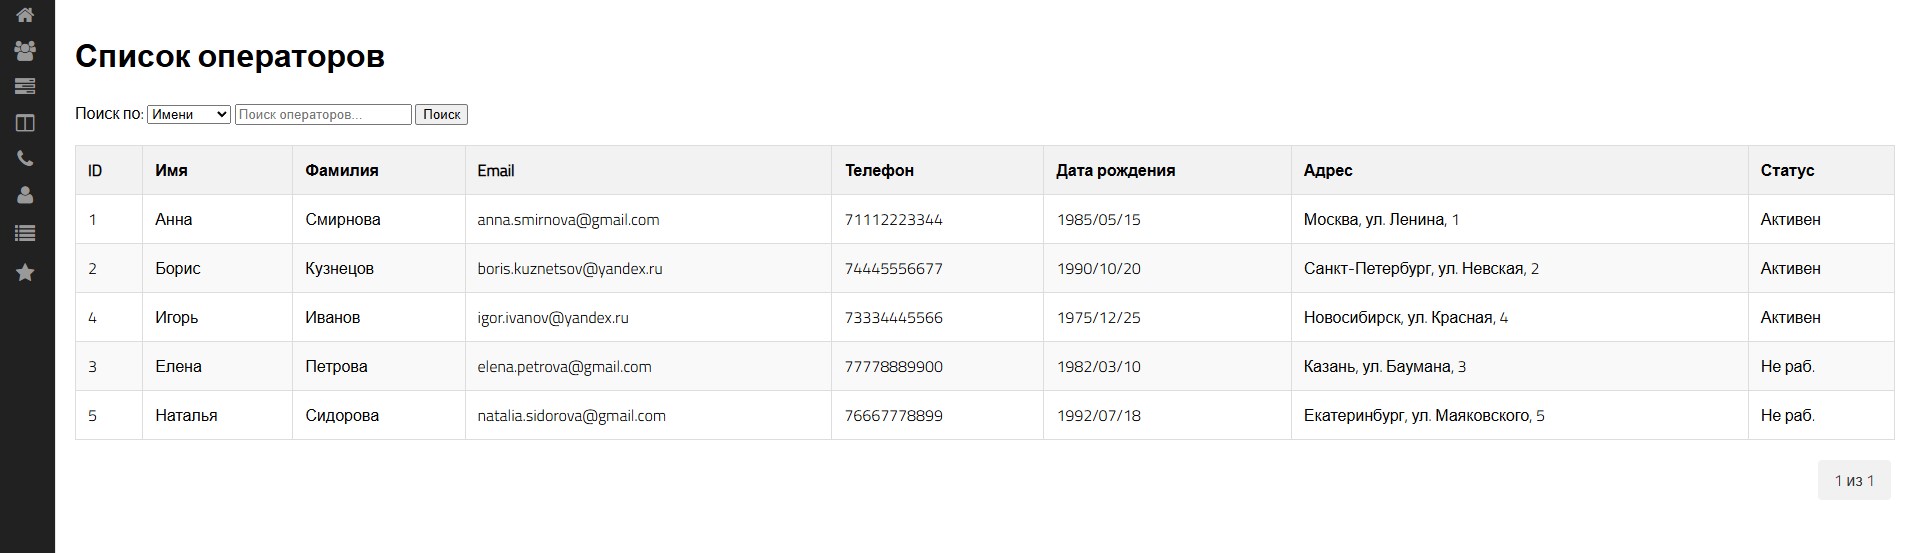 Список операторов
Поиск по: Имени Поиск операторов... Поиск
ID Имя Фамилия Email Телефон Дата рождения Адрес Статус
1 Анна Смирнова anna.smirnova@gmail.com 71112223344 1985/05/15 Москва, ул. Ленина, 1 Активен
2 Борис Кузнецов boris.kuznetsov@yandex.ru 74445556677 1990/10/20 Санкт-Петербург, ул. Невская, 2 Активен
4 Игорь Иванов igor.ivanov@yandex.ru 73334445566 1975/12/25 Новосибирск, ул. Красная, 4 Активен
3 Елена Петрова elena.petrova@gmail.com 77778889900 1982/03/10 Казань, ул. Баумана, 3 Не раб.
5 Наталья Сидорова natalia.sidorova@gmail.com 76667778899 1992/07/18 Екатеринбург, ул. Маяковского, 5 Не раб.
1 из 1